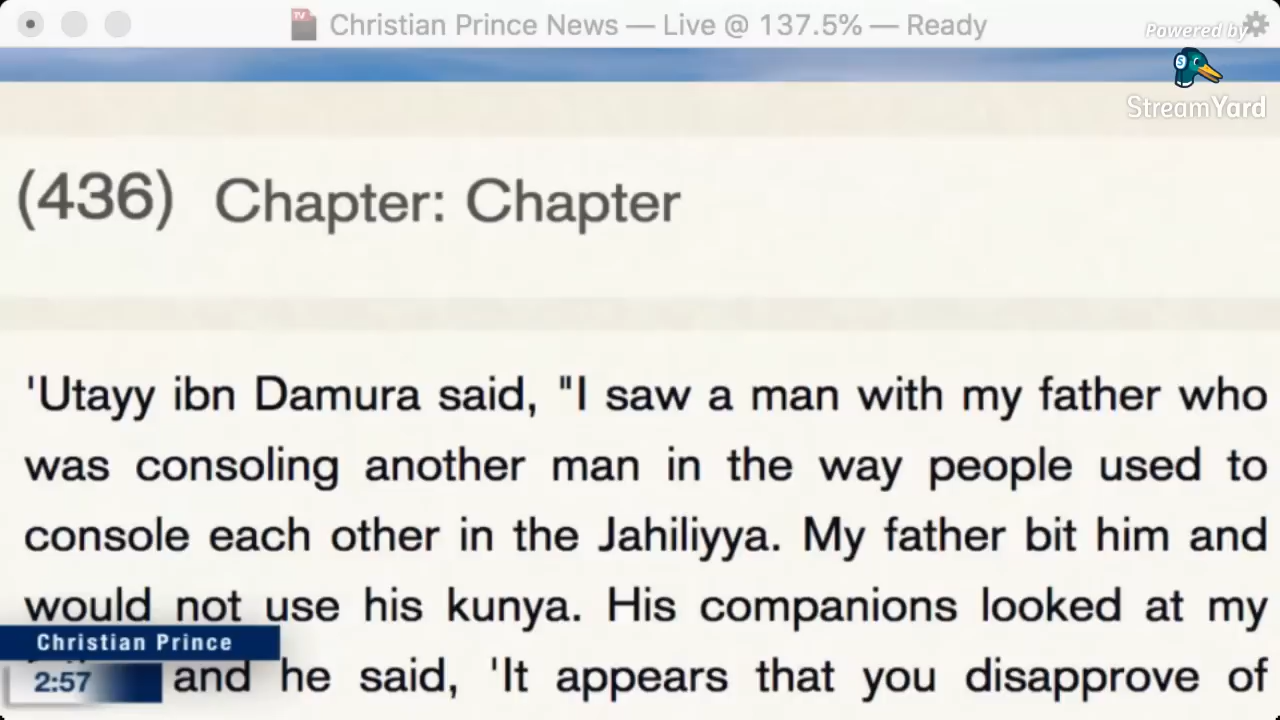 Christian Prince News — Live @ 137.5% — Ready
Powered by
StreamYard
(436) Chapter: Chapter
'Utayy ibn Damura said, "I saw a man with my father who
was consoling another man in the way people used to
console each other in the Jahiliyya. My father bit him and
would not use his kunya. His companions looked at my
and he said, 'It appears that you disapprove of
Christian Prince
2:57